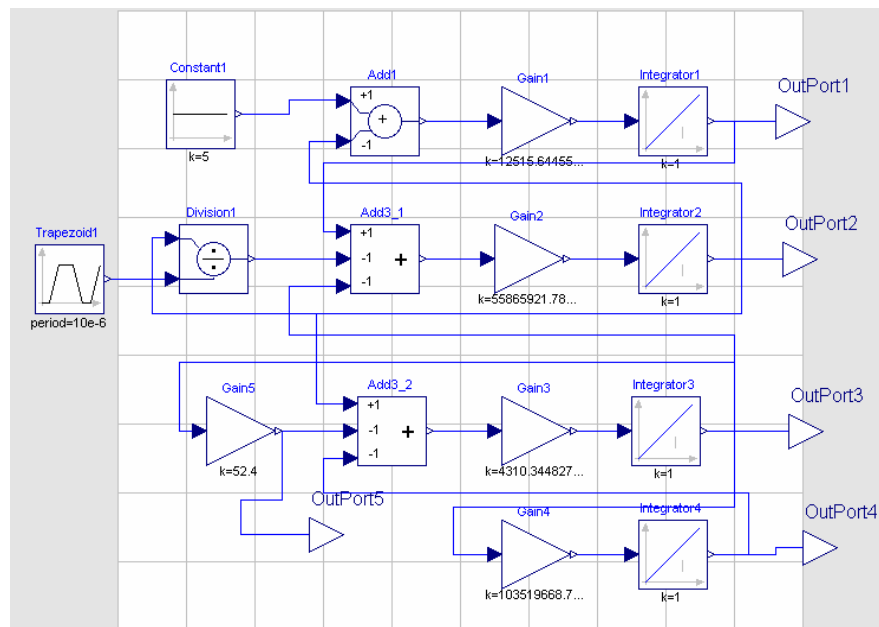 Constant1
Add1
Gain1
Integrator1
OutPort1
+1
+
-1
k=5
k=12515.64455...
k=1
Division1
Add3_1
Gain2
Integrator2
OutPort2
Trapezoid1
+1
-1
+
-1
period=10e-6
k=55865921.78...
k=1
Gain5
Add3_2
Gain3
Integrator3
OutPort3
+1
-1
+
-1
k=52.4
k=4310.344827...
k=1
OutPort5
Gain4
Integrator4
OutPort4
k=103519668.7...
k=1